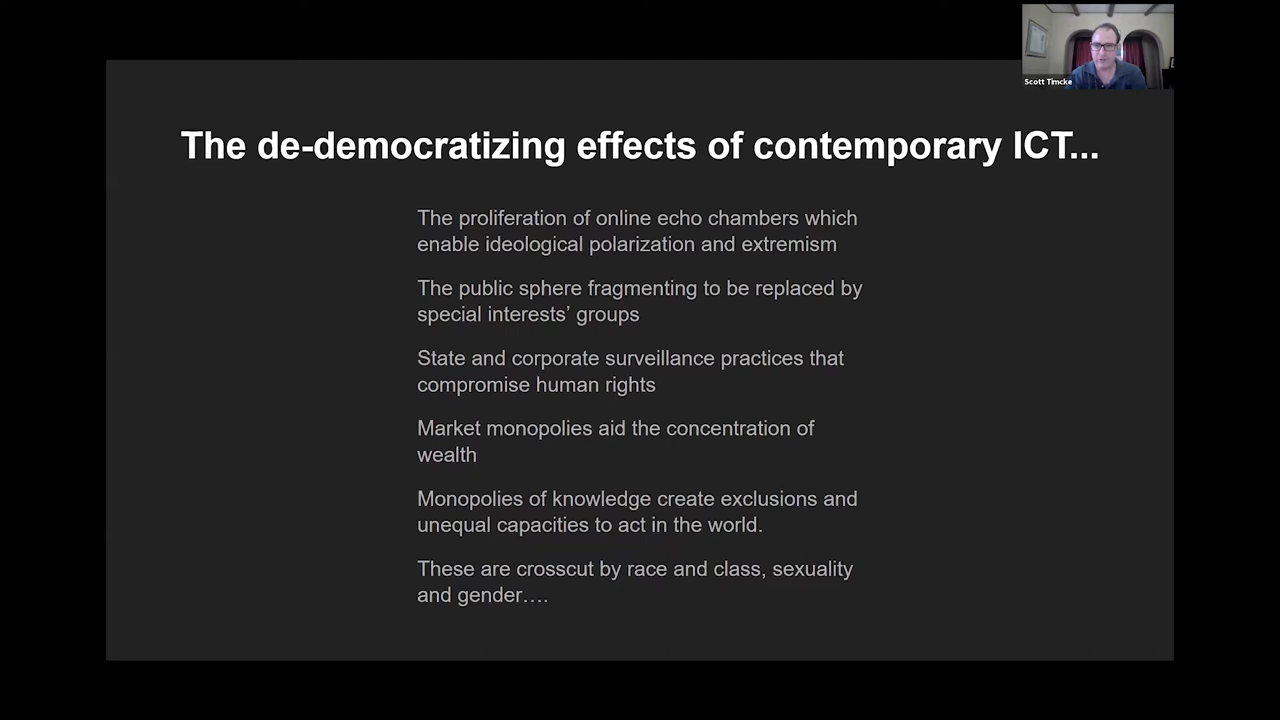 Scott Timcke
The de-democratizing effects of contemporary ICT...
The proliferation of online echo chambers which
enable ideological polarization and extremism
The public sphere fragmenting to be replaced by
special interests’ groups
State and corporate surveillance practices that
compromise human rights
Market monopolies aid the concentration of
wealth
Monopolies of knowledge create exclusions and
unequal capacities to act in the world.
These are crosscut by race and class, sexuality
and gender….